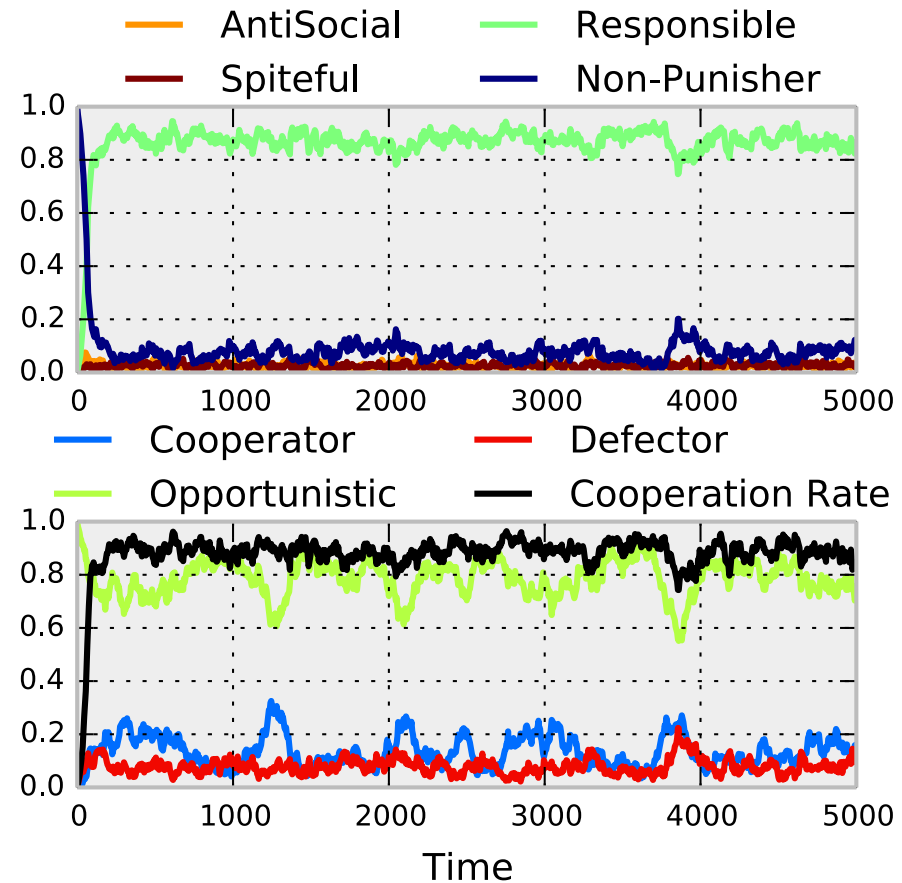 AntiSocial Responsible
Spiteful Non-Punisher
1.0
0.8
0.6
0.4
0.2
0.0
0 1000 2000 3000 4000 5000
Cooperator Defector
Opportunistic Cooperation Rate
1.0
0.8
0.6
0.4
0.2
0.0
0 1000 2000 3000 4000 5000
Time